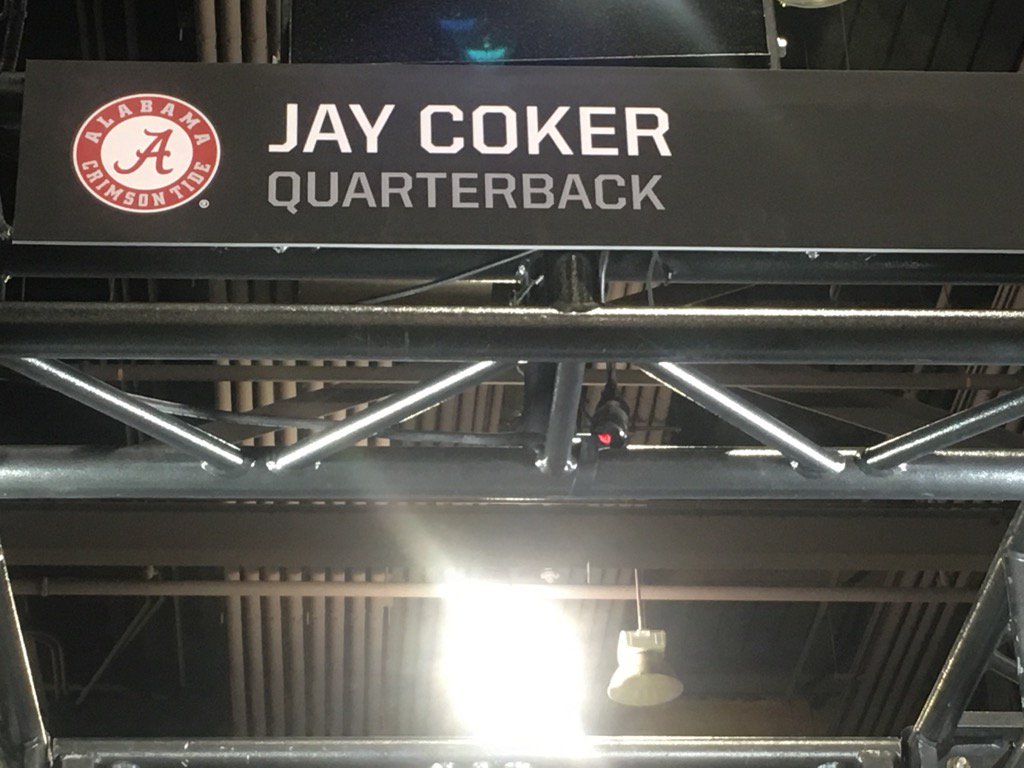 ALABAMA
CRIMSON TIDE
A
®
JAY COKER
QUARTERBACK